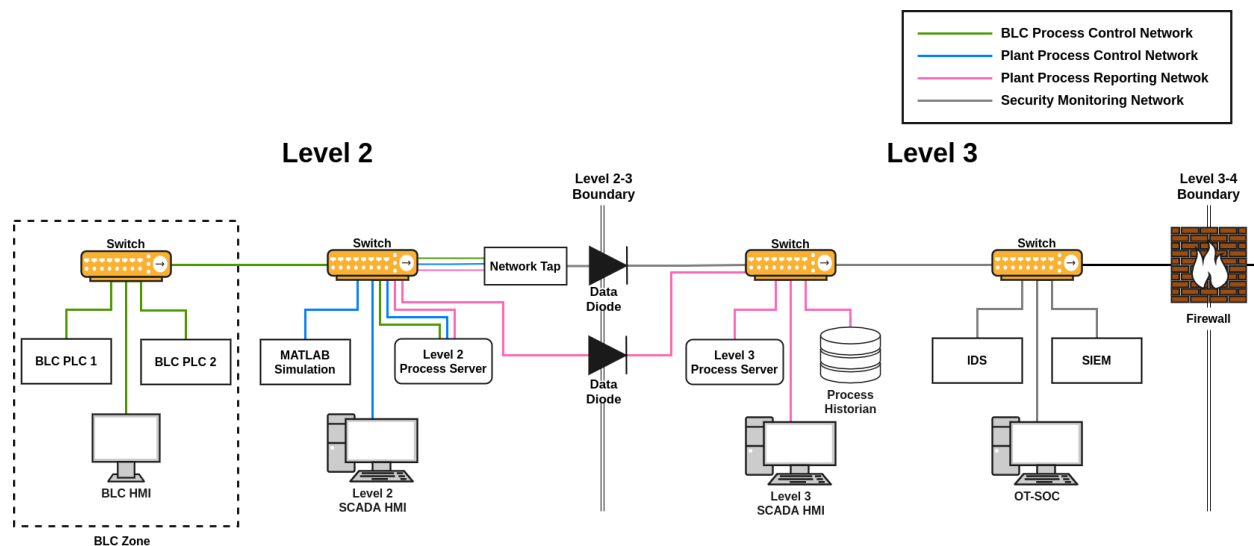 BLC Process Control Network
Plant Process Control Network
Plant Process Reporting Netwok
Security Monitoring Network
Level 2
Level 3
Level 2-3
Boundary
Level 3-4
Boundary
Switch
Switch
Switch
Switch
Network Tap
Data
Diode
Firewall
BLC PLC 1
BLC PLC 2
MATLAB
Simulation
Level 2
Process Server
Data
Diode
Level 3
Process Server
Process
Historian
IDS
SIEM
BLC HMI
Level 2
SCADA HMI
Level 3
SCADA HMI
OT-SOC
BLC Zone